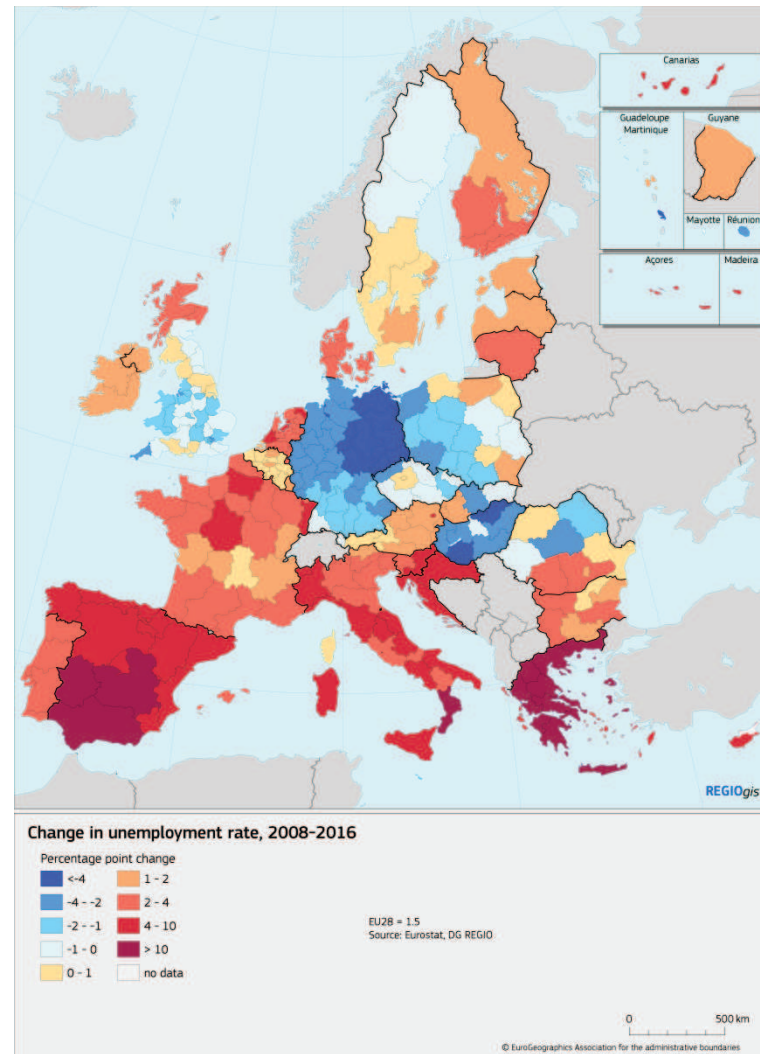 Canarias
Guadeloupe
Martinique
Guyane
Mayotte
Réunion
Açores
Madeira
REGIOgis
Change in unemployment rate, 2008–2016
Percentage point change
<-4
-4 - -2
-2 - -1
-1 - 0
0 - 1
1 - 2
2 - 4
4 - 10
> 10
no data
EU28 = 1.5
Source: Eurostat, DG REGIO
0 500 km
© EuroGeographics Association for the administrative boundaries